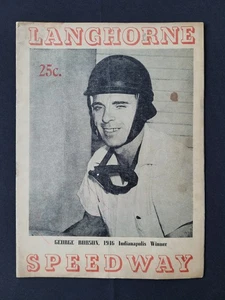 LANGHORNE
25c.
GEORGE ROBSON, 1946 Indianapolis Winner
SPEEDWAY